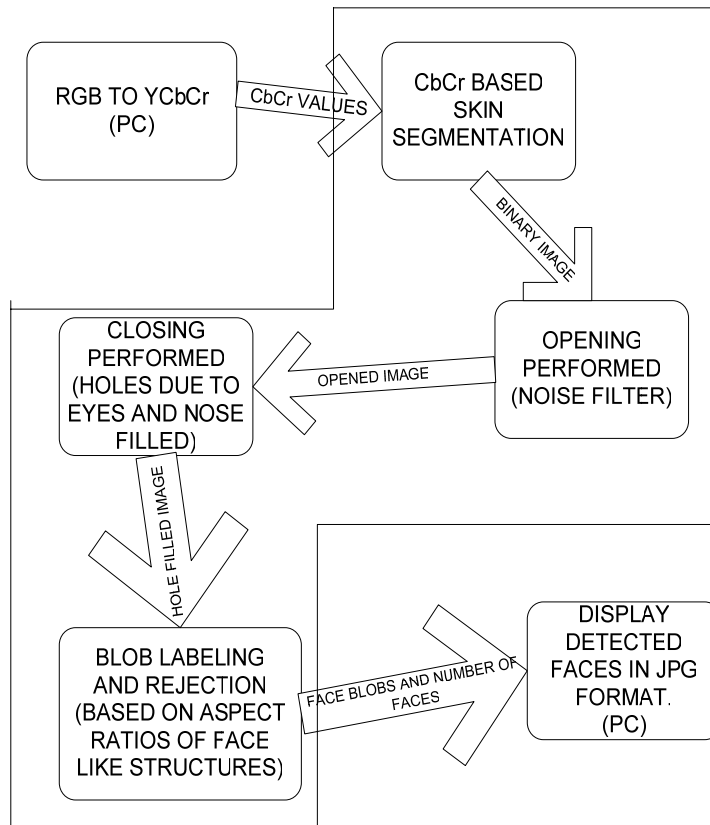 RGB TO YCbCr
(PC)
CbCr VALUES
CbCr BASED
SKIN
SEGMENTATION
BINARY IMAGE
OPENING
PERFORMED
(NOISE FILTER)
OPENED IMAGE
CLOSING
PERFORMED
(HOLES DUE TO
EYES AND NOSE
FILLED)
HOLE FILLED IMAGE
BLOB LABELING
AND REJECTION
(BASED ON ASPECT
RATIOS OF FACE
LIKE STRUCTURES)
FACE BLOBS AND NUMBER OF
FACES
DISPLAY
DETECTED
FACES IN JPG
FORMAT.
(PC)